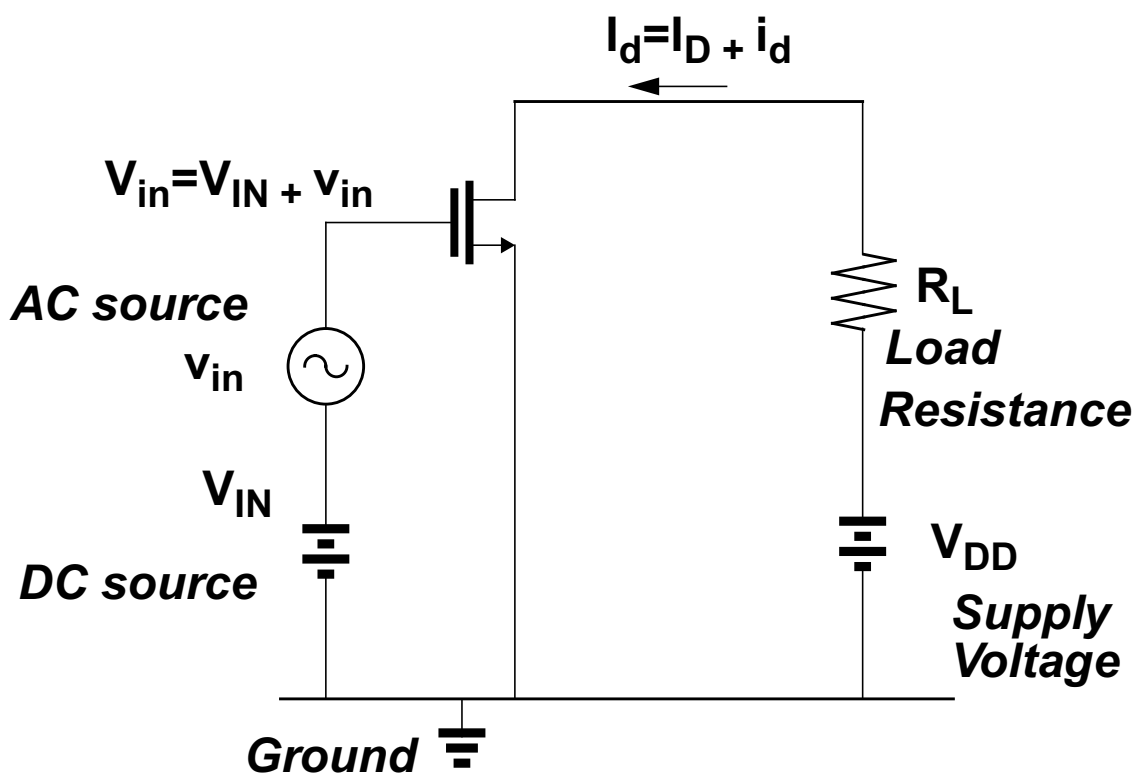 Id=ID + id
Vin=VIN + vin
AC source
vin
RL
Load
Resistance
VIN
DC source
VDD
Supply
Voltage
Ground